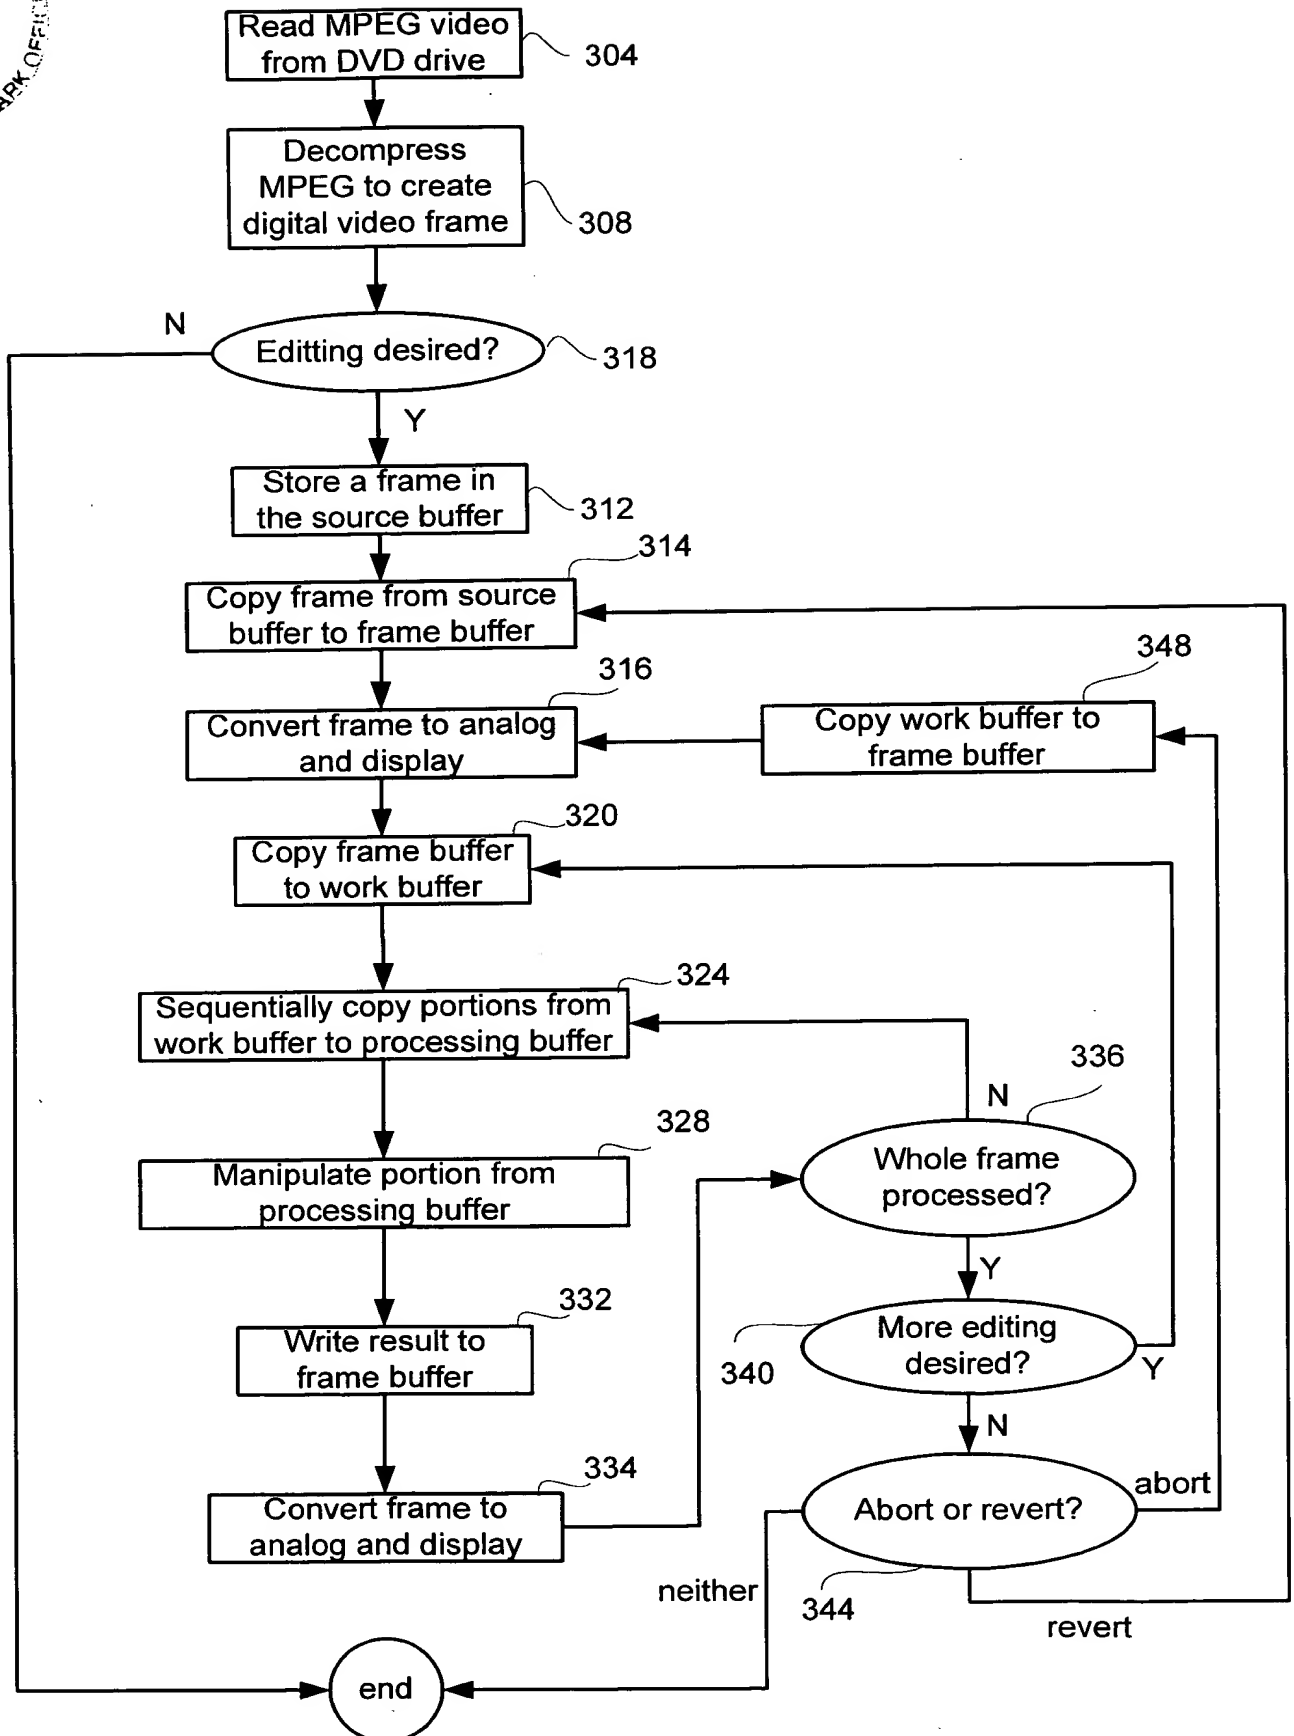 ARK OFFIC
Read MPEG video
from DVD drive
304
Decompress
MPEG to create
digital video frame
308
N
Editting desired?
318
Y
Store a frame in
the source buffer
312
314
Copy frame from source
buffer to frame buffer
316
348
Convert frame to analog
and display
Copy work buffer to
frame buffer
320
Copy frame buffer
to work buffer
324
Sequentially copy portions from
work buffer to processing buffer
336
N
328
Manipulate portion from
processing buffer
Whole frame
processed?
Y
332
Write result to
frame buffer
More editing
desired?
340
Y
N
334
Convert frame to
analog and display
Abort or revert?
abort
neither
344
revert
end